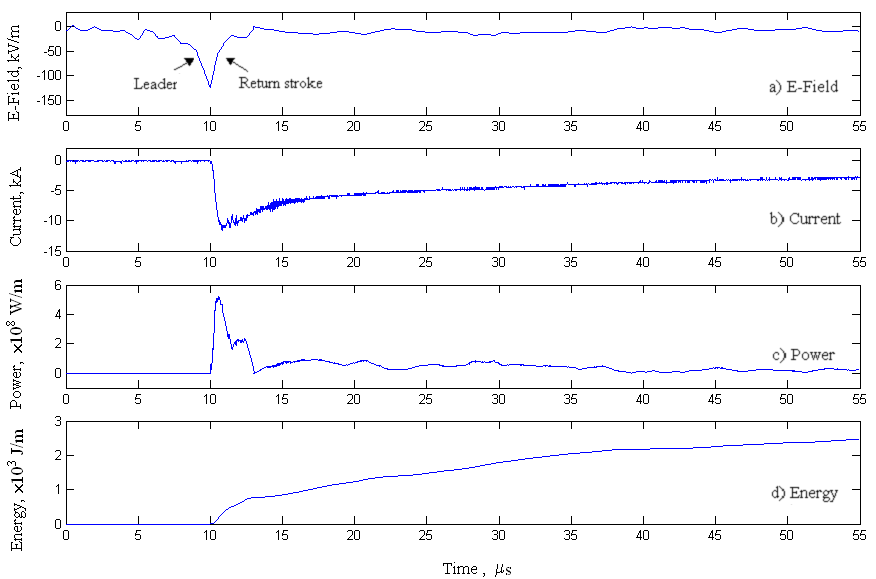 E-Field, kV/m
0
-50
-100
-150
Leader
Return stroke
a) E-Field
0 5 10 15 20 25 30 35 40 45 50 55
Current, kA
0
-5
-10
-15
b) Current
0 5 10 15 20 25 30 35 40 45 50 55
Power, ×10⁸ W/m
6
4
2
0
c) Power
0 5 10 15 20 25 30 35 40 45 50 55
Energy, ×10³ J/m
3
2
1
0
d) Energy
0 5 10 15 20 25 30 35 40 45 50 55
Time , μs